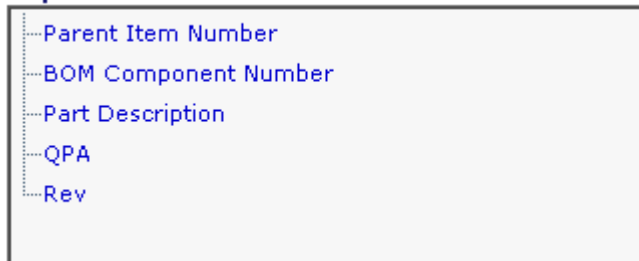 Parent Item Number
BOM Component Number
Part Description
QPA
Rev